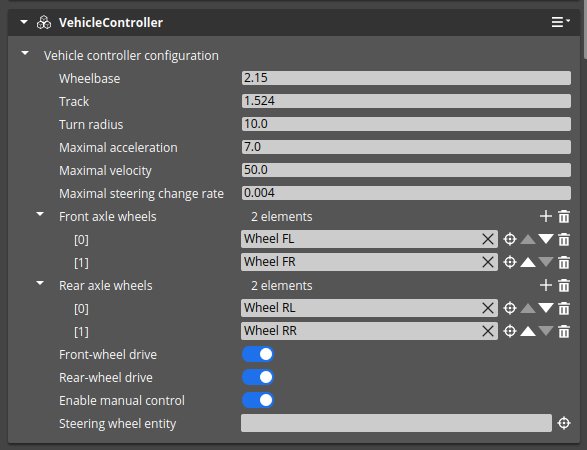 VehicleController
Vehicle controller configuration
Wheelbase 2.15
Track 1.524
Turn radius 10.0
Maximal acceleration 7.0
Maximal velocity 50.0
Maximal steering change rate 0.004
Front axle wheels 2 elements
[0] Wheel FL
[1] Wheel FR
Rear axle wheels 2 elements
[0] Wheel RL
[1] Wheel RR
Front-wheel drive
Rear-wheel drive
Enable manual control
Steering wheel entity